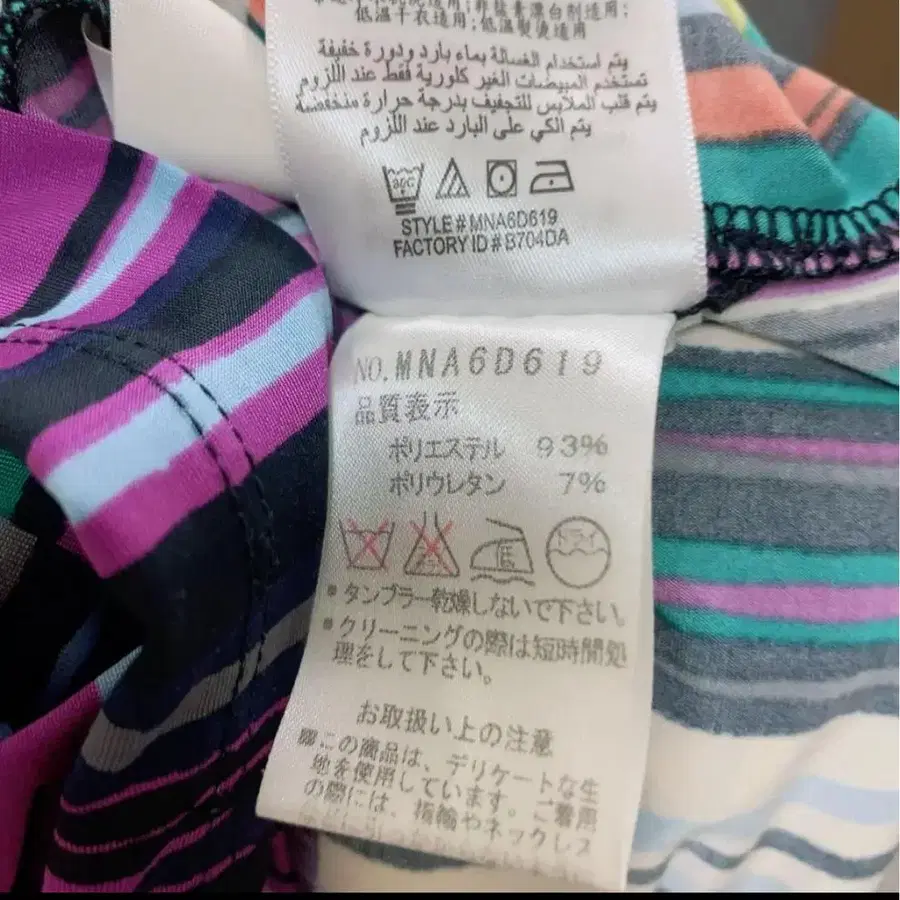 低温干衣适用;低温熨烫适用
يتم استخدام الغسالة بماء بارد ودورة خفيفة
تستخدم المبيضات الغير كلورية فقط عند اللزوم
يتم قلب الملابس للتجفيف بدرجة حرارة منخفضة
يتم الكي على البارد عند اللزوم
30C
STYLE # MNA6D619
FACTORY ID # B704DA
NO. MNA6D619
品質表示
ポリエステル 93%
ポリウレタン 7%
ドライ
＊タンブラー乾燥しないで下さい。
＊クリーニングの際は短時間処
理をして下さい。
お取扱い上の注意
※この商品は、デリケートな生
地を使用しています。ご着用
の際には、指輪やネックレス